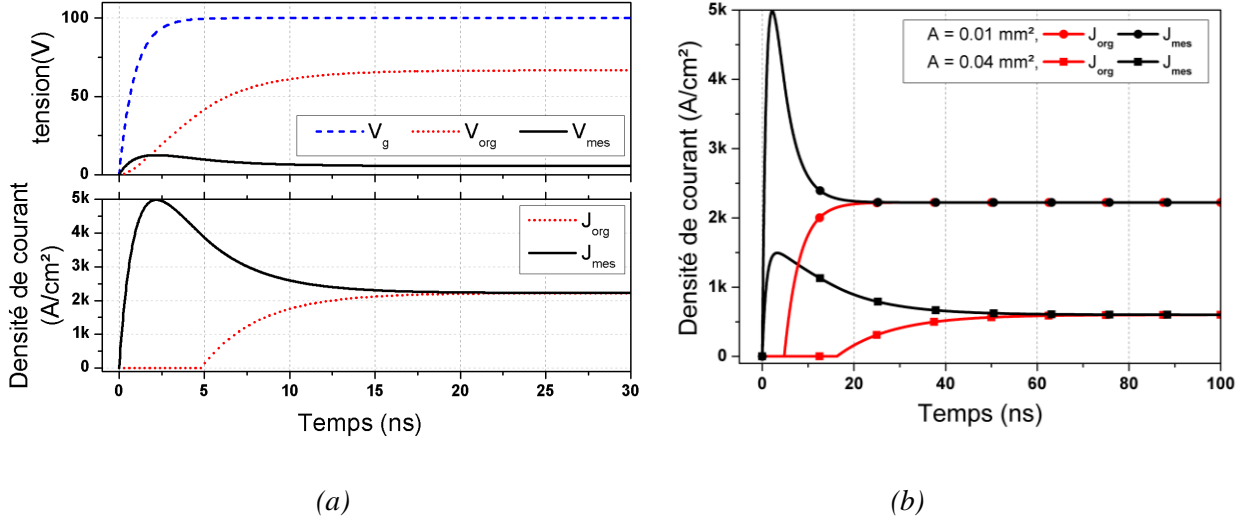 100
50
0
tension(V)
V_g V_org V_mes
5k
4k
3k
2k
1k
0
Densité de courant
(A/cm²)
J_org
J_mes
0 5 10 15 20 25 30
Temps (ns)
(a)
5k
4k
3k
2k
1k
0
Densité de courant (A/cm²)
A = 0.01 mm², J_org J_mes
A = 0.04 mm², J_org J_mes
0 20 40 60 80 100
Temps (ns)
(b)